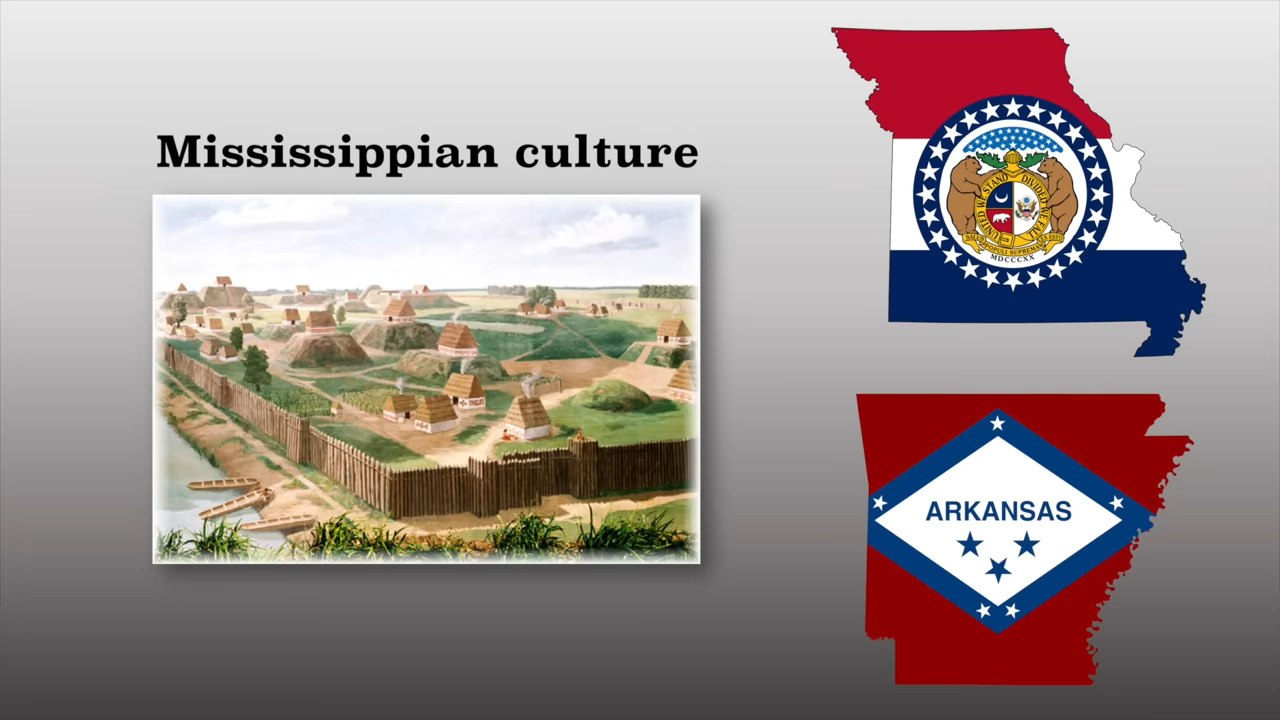 Mississippian culture
UNITED WE STAND DIVIDED WE FALL
SALUS POPULI SUPREMA LEX ESTO
MDCCCXX
ARKANSAS